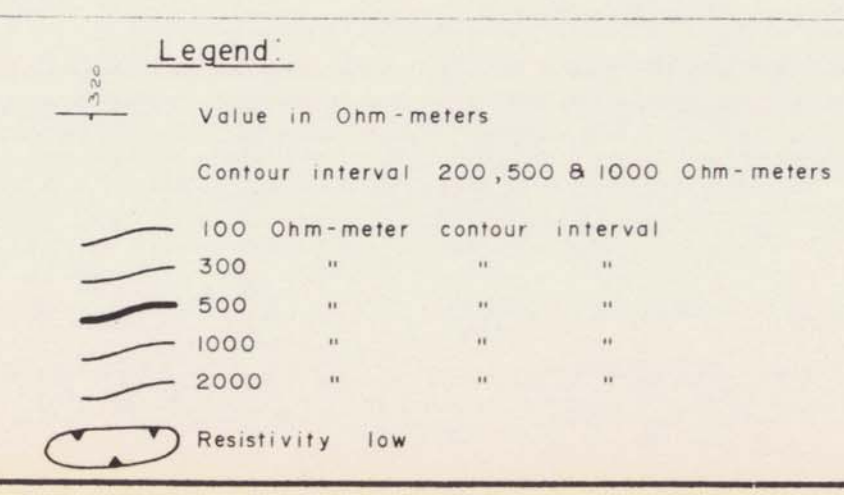 Legend:
320
Value in Ohm-meters
Contour interval 200, 500 & 1000 Ohm-meters
100 Ohm-meter contour interval
300 " " "
500 " " "
1000 " " "
2000 " " "
Resistivity low